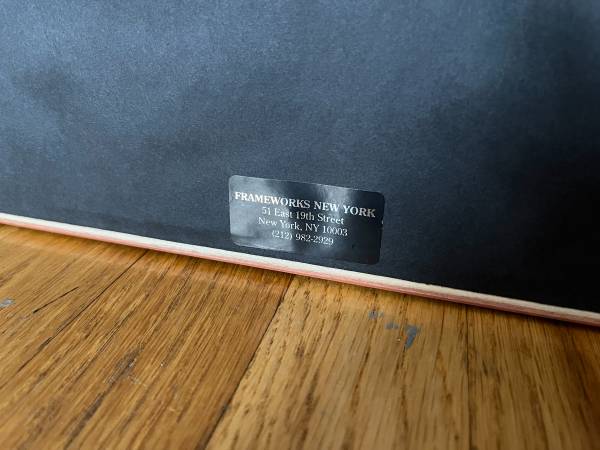 FRAMEWORKS NEW YORK
51 East 19th Street
New York, NY 10003
(212) 982-2929